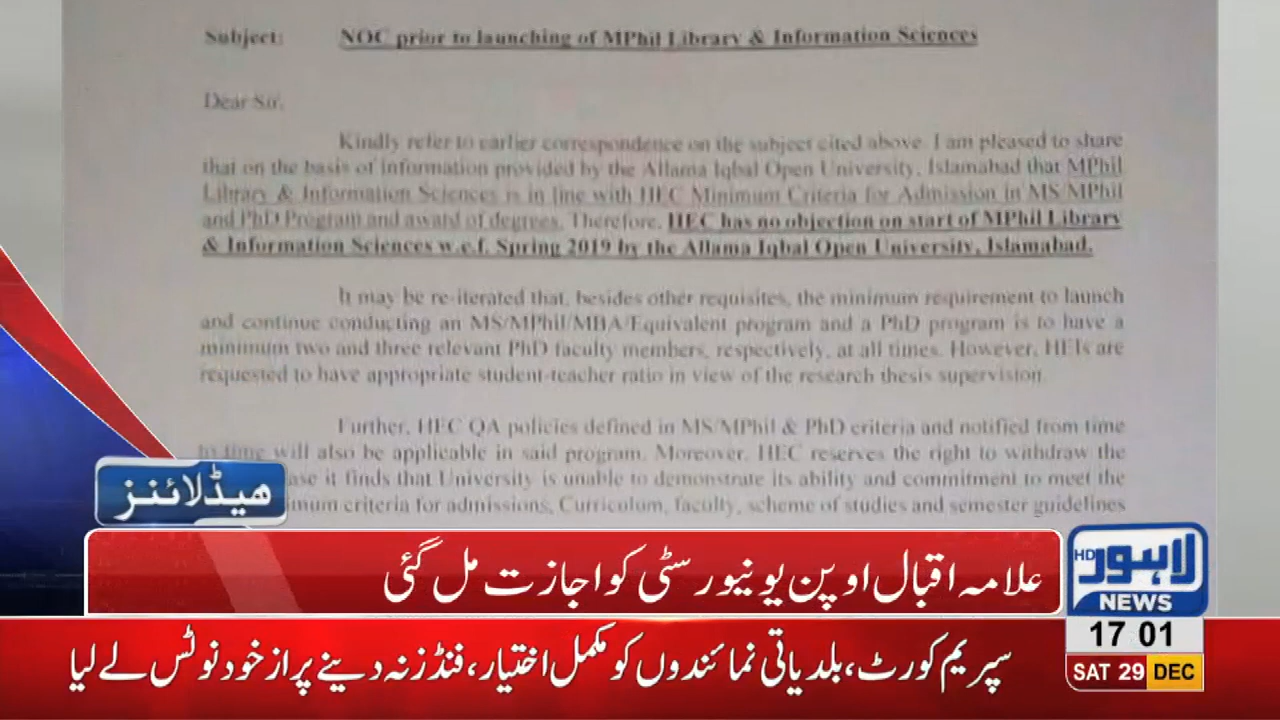 Subject: NOC prior to launching of MPhil Library & Information Sciences
Dear Sir,
Kindly refer to earlier correspondence on the subject cited above. I am pleased to share
that on the basis of information provided by the Allama Iqbal Open University, Islamabad that MPhil
Library & Information Sciences is in line with HEC Minimum Criteria for Admission in MS/MPhil
and PhD Program and award of degrees. Therefore, HEC has no objection on start of MPhil Library
& Information Sciences w.e.f. Spring 2019 by the Allama Iqbal Open University, Islamabad.
It may be re-iterated that, besides other requisites, the minimum requirement to launch
and continue conducting an MS/MPhil/MBA/Equivalent program and a PhD program is to have a
minimum two and three relevant PhD faculty members, respectively, at all times. However, HEIs are
requested to have appropriate student-teacher ratio in view of the research thesis supervision.
Further, HEC QA policies defined in MS/MPhil & PhD criteria and notified from time
to time will also be applicable in said program. Moreover, HEC reserves the right to withdraw the
it finds that University is unable to demonstrate its ability and commitment to meet the
criteria for admissions, Curriculum, faculty, scheme of studies and semester guidelines
ھیڈلائنز
علامہ اقبال اوپن یونیورسٹی کو اجازت مل گئی
HD لاہور
NEWS
17 01
SAT 29 DEC
سپریم کورٹ، بلدیاتی نمائندوں کو مکمل اختیار، فنڈز نہ دینے پر از خود نوٹس لے لیا